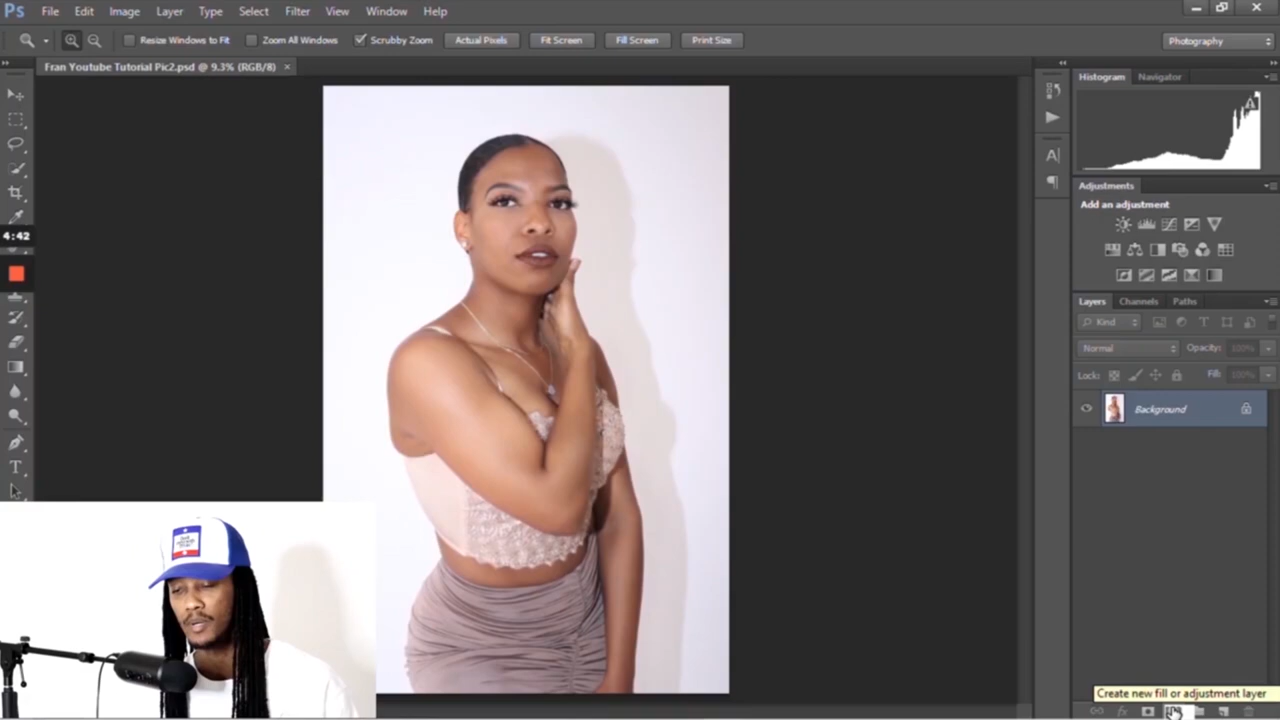 Ps File Edit Image Layer Type Select Filter View Window Help
Resize Windows to Fit Zoom All Windows Scrubby Zoom Actual Pixels Fit Screen Fill Screen Print Size Photography
Fran Youtube Tutorial Pic2.psd @ 9.3% (RGB/8) ×
Histogram Navigator
Adjustments
Add an adjustment
4:42
Layers Channels Paths
Kind
Normal Opacity: 100%
Lock: Fill: 100%
Background
Create new fill or adjustment layer